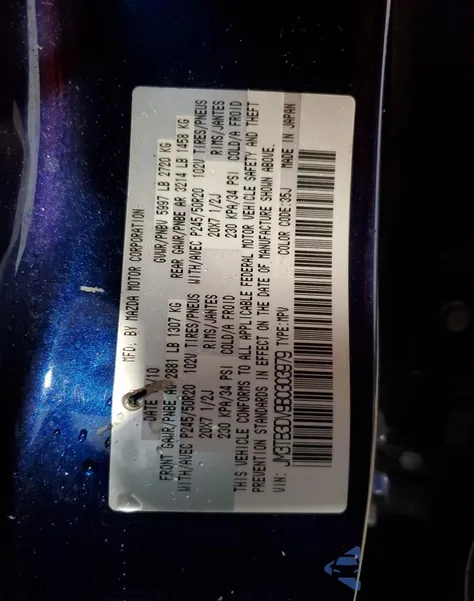 MFD. BY MAZDA MOTOR CORPORATION
DATE 10 GWR/PNBV 5997 LB 2720 KG
FRONT GAWR/PNBE AV 2881 LB 1307 KG REAR GAWR/PNBE AR 3214 LB 1458 KG
WITH/AVEC P245/50R20 102V TIRES/PNEUS WITH/AVEC P245/50R20 102V TIRES/PNEUS
20X7 1/2J RIMS/JANTES 20X7 1/2J RIMS/JANTES
230 KPA/34 PSI COLD/A FROID 230 KPA/34 PSI COLD/A FROID
THIS VEHICLE CONFORMS TO ALL APPLICABLE FEDERAL MOTOR VEHICLE SAFETY AND THEFT
PREVENTION STANDARDS IN EFFECT ON THE DATE OF MANUFACTURE SHOWN ABOVE.
VIN: JM3TB3DV9B0303979 TYPE:MPV COLOR CODE:35J MADE IN JAPAN